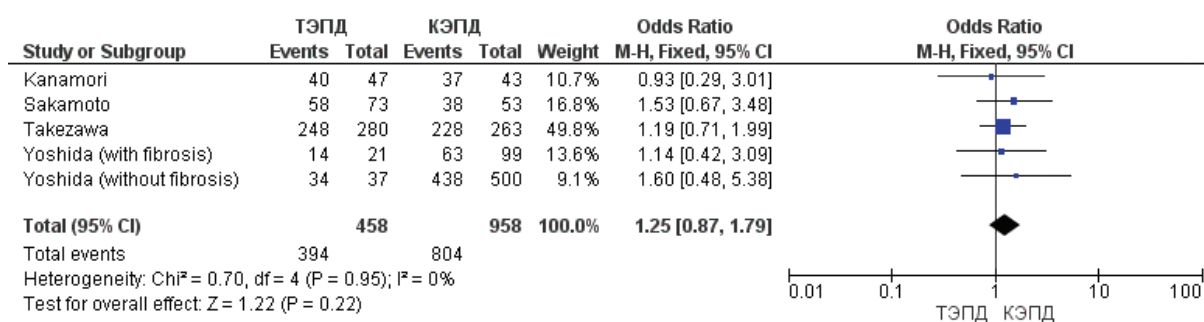 ТЭПД КЭПД Odds Ratio Odds Ratio
Study or Subgroup Events Total Events Total Weight M-H, Fixed, 95% CI M-H, Fixed, 95% CI
Kanamori 40 47 37 43 10.7% 0.93 [0.29, 3.01]
Sakamoto 58 73 38 53 16.8% 1.53 [0.67, 3.48]
Takezawa 248 280 228 263 49.8% 1.19 [0.71, 1.99]
Yoshida (with fibrosis) 14 21 63 99 13.6% 1.14 [0.42, 3.09]
Yoshida (without fibrosis) 34 37 438 500 9.1% 1.60 [0.48, 5.38]
Total (95% CI) 458 958 100.0% 1.25 [0.87, 1.79]
Total events 394 804
Heterogeneity: Chi² = 0.70, df = 4 (P = 0.95); I² = 0%
Test for overall effect: Z = 1.22 (P = 0.22)
0.01 0.1 1 10 100
ТЭПД КЭПД